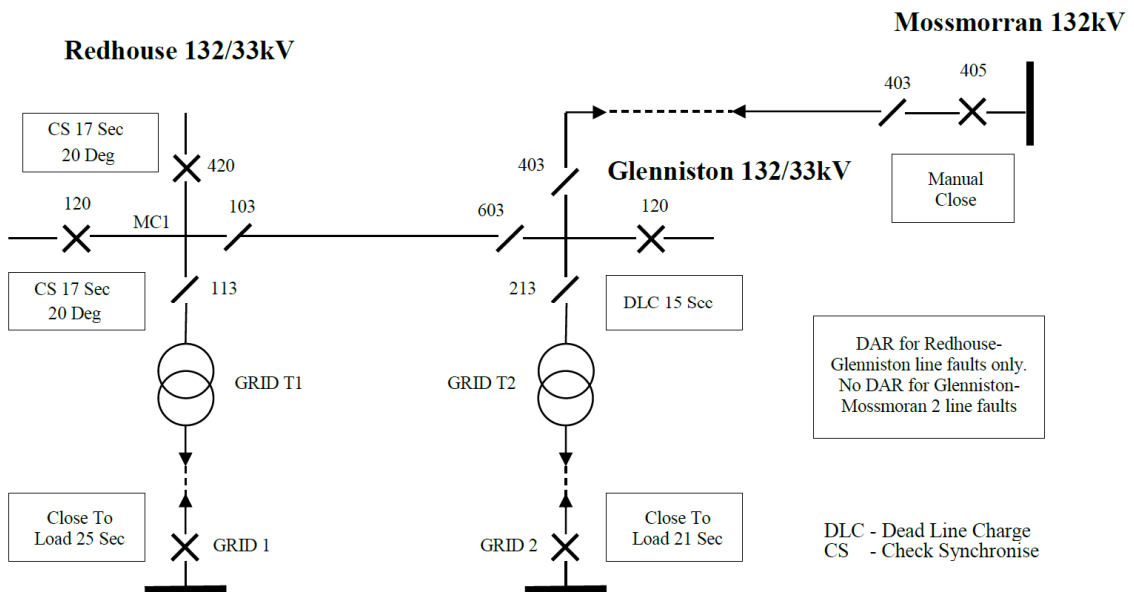 Mossmorran 132kV
Redhouse 132/33kV
405
403
CS 17 Sec
20 Deg
420
403
Glenniston 132/33kV
Manual
Close
120
MC1
103
603
120
CS 17 Sec
20 Deg
113
213
DLC 15 Sec
DAR for Redhouse-
Glenniston line faults only.
No DAR for Glenniston-
Mossmoran 2 line faults
GRID T1
GRID T2
Close To
Load 25 Sec
GRID 1
GRID 2
Close To
Load 21 Sec
DLC - Dead Line Charge
CS - Check Synchronise